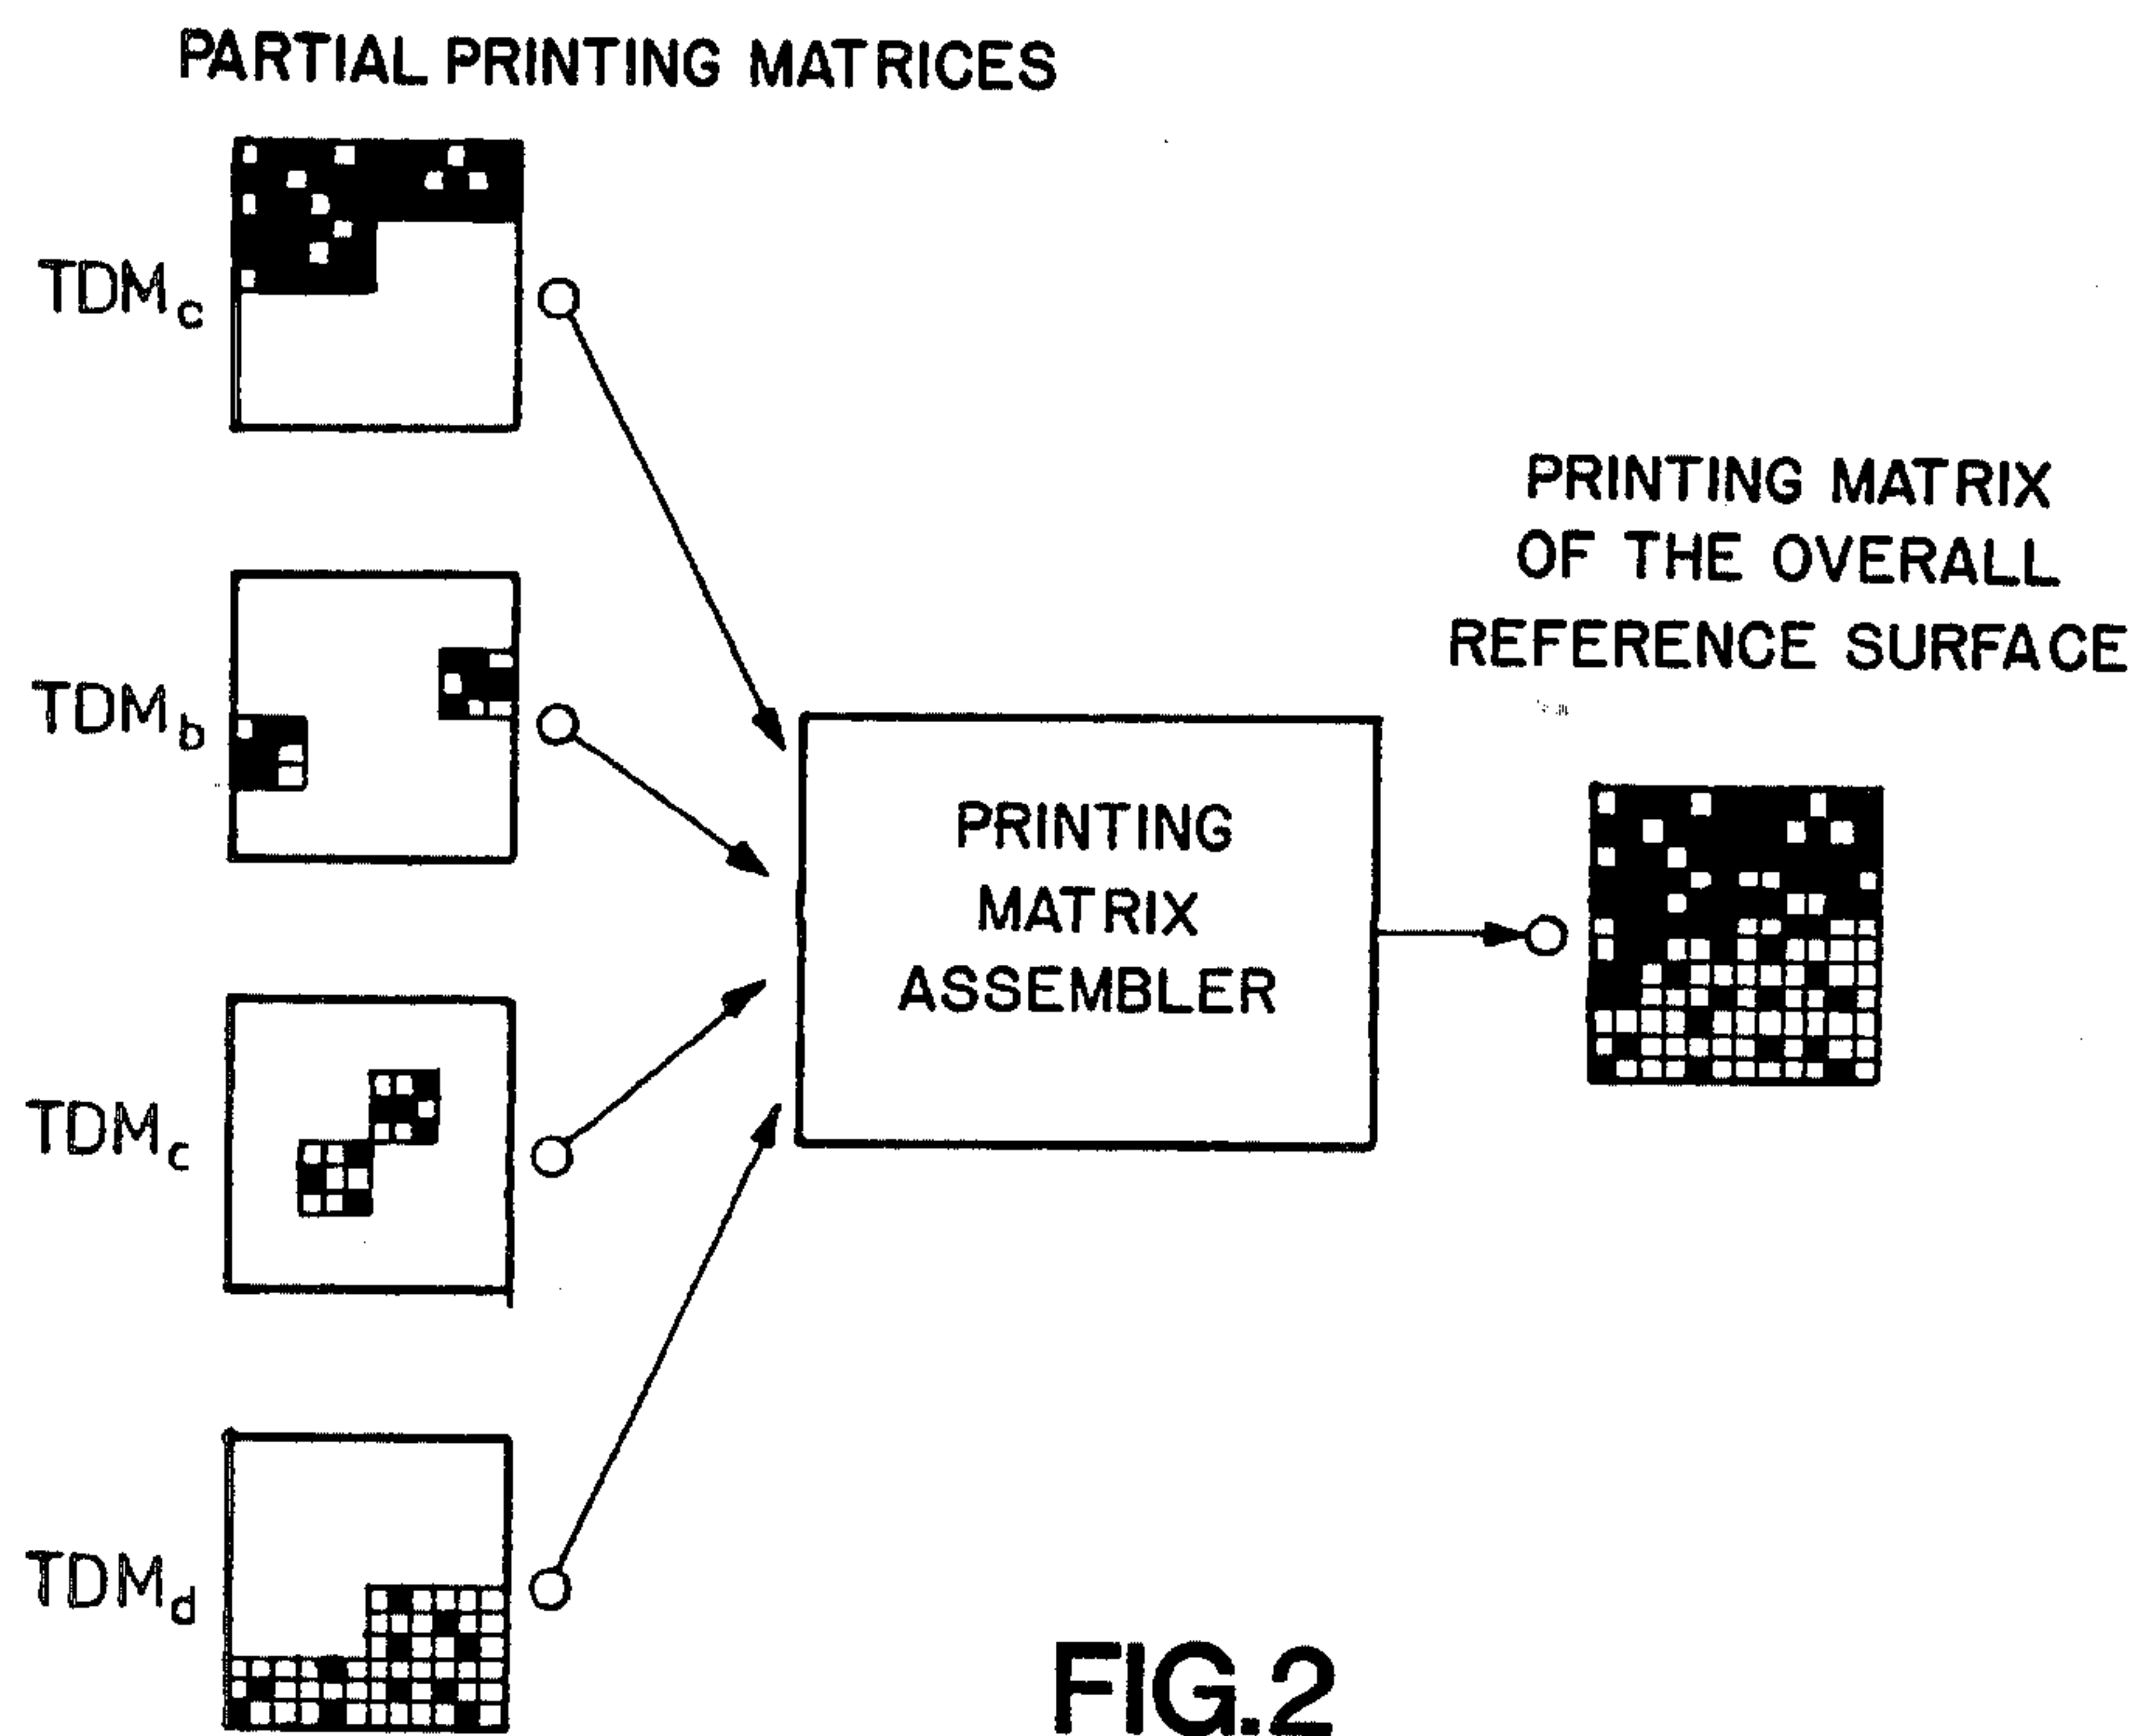 PARTIAL PRINTING MATRICES
TDMc
TDMb
TDMc
TDMd
PRINTING
MATRIX
ASSEMBLER
PRINTING MATRIX
OF THE OVERALL
REFERENCE SURFACE
FIG.2